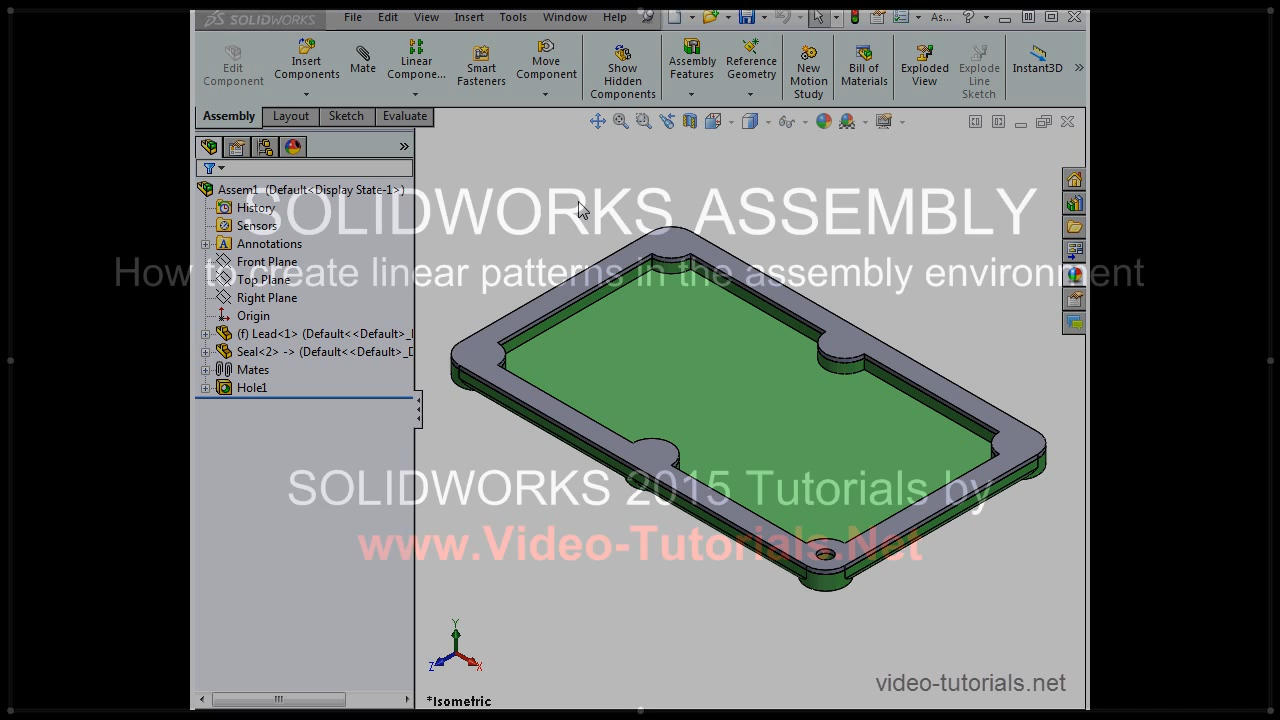 SOLIDWORKS File Edit View Insert Tools Window Help As...
Edit Component
Insert Components
Mate
Linear Compone...
Smart Fasteners
Move Component
Show Hidden Components
Assembly Features
Reference Geometry
New Motion Study
Bill of Materials
Exploded View
Explode Line Sketch
Instant3D
Assembly Layout Sketch Evaluate
Assem1 (Default<Display State-1>)
History
Sensors
Annotations
Front Plane
Top Plane
Right Plane
Origin
(f) Lead<1> (Default<<Default>_
Seal<2> -> (Default<<Default>_D
Mates
Hole1
SOLIDWORKS ASSEMBLY
How to create linear patterns in the assembly environment
SOLIDWORKS 2015 Tutorials by
www.Video-Tutorials.Net
Y
Z X
*Isometric
video-tutorials.net